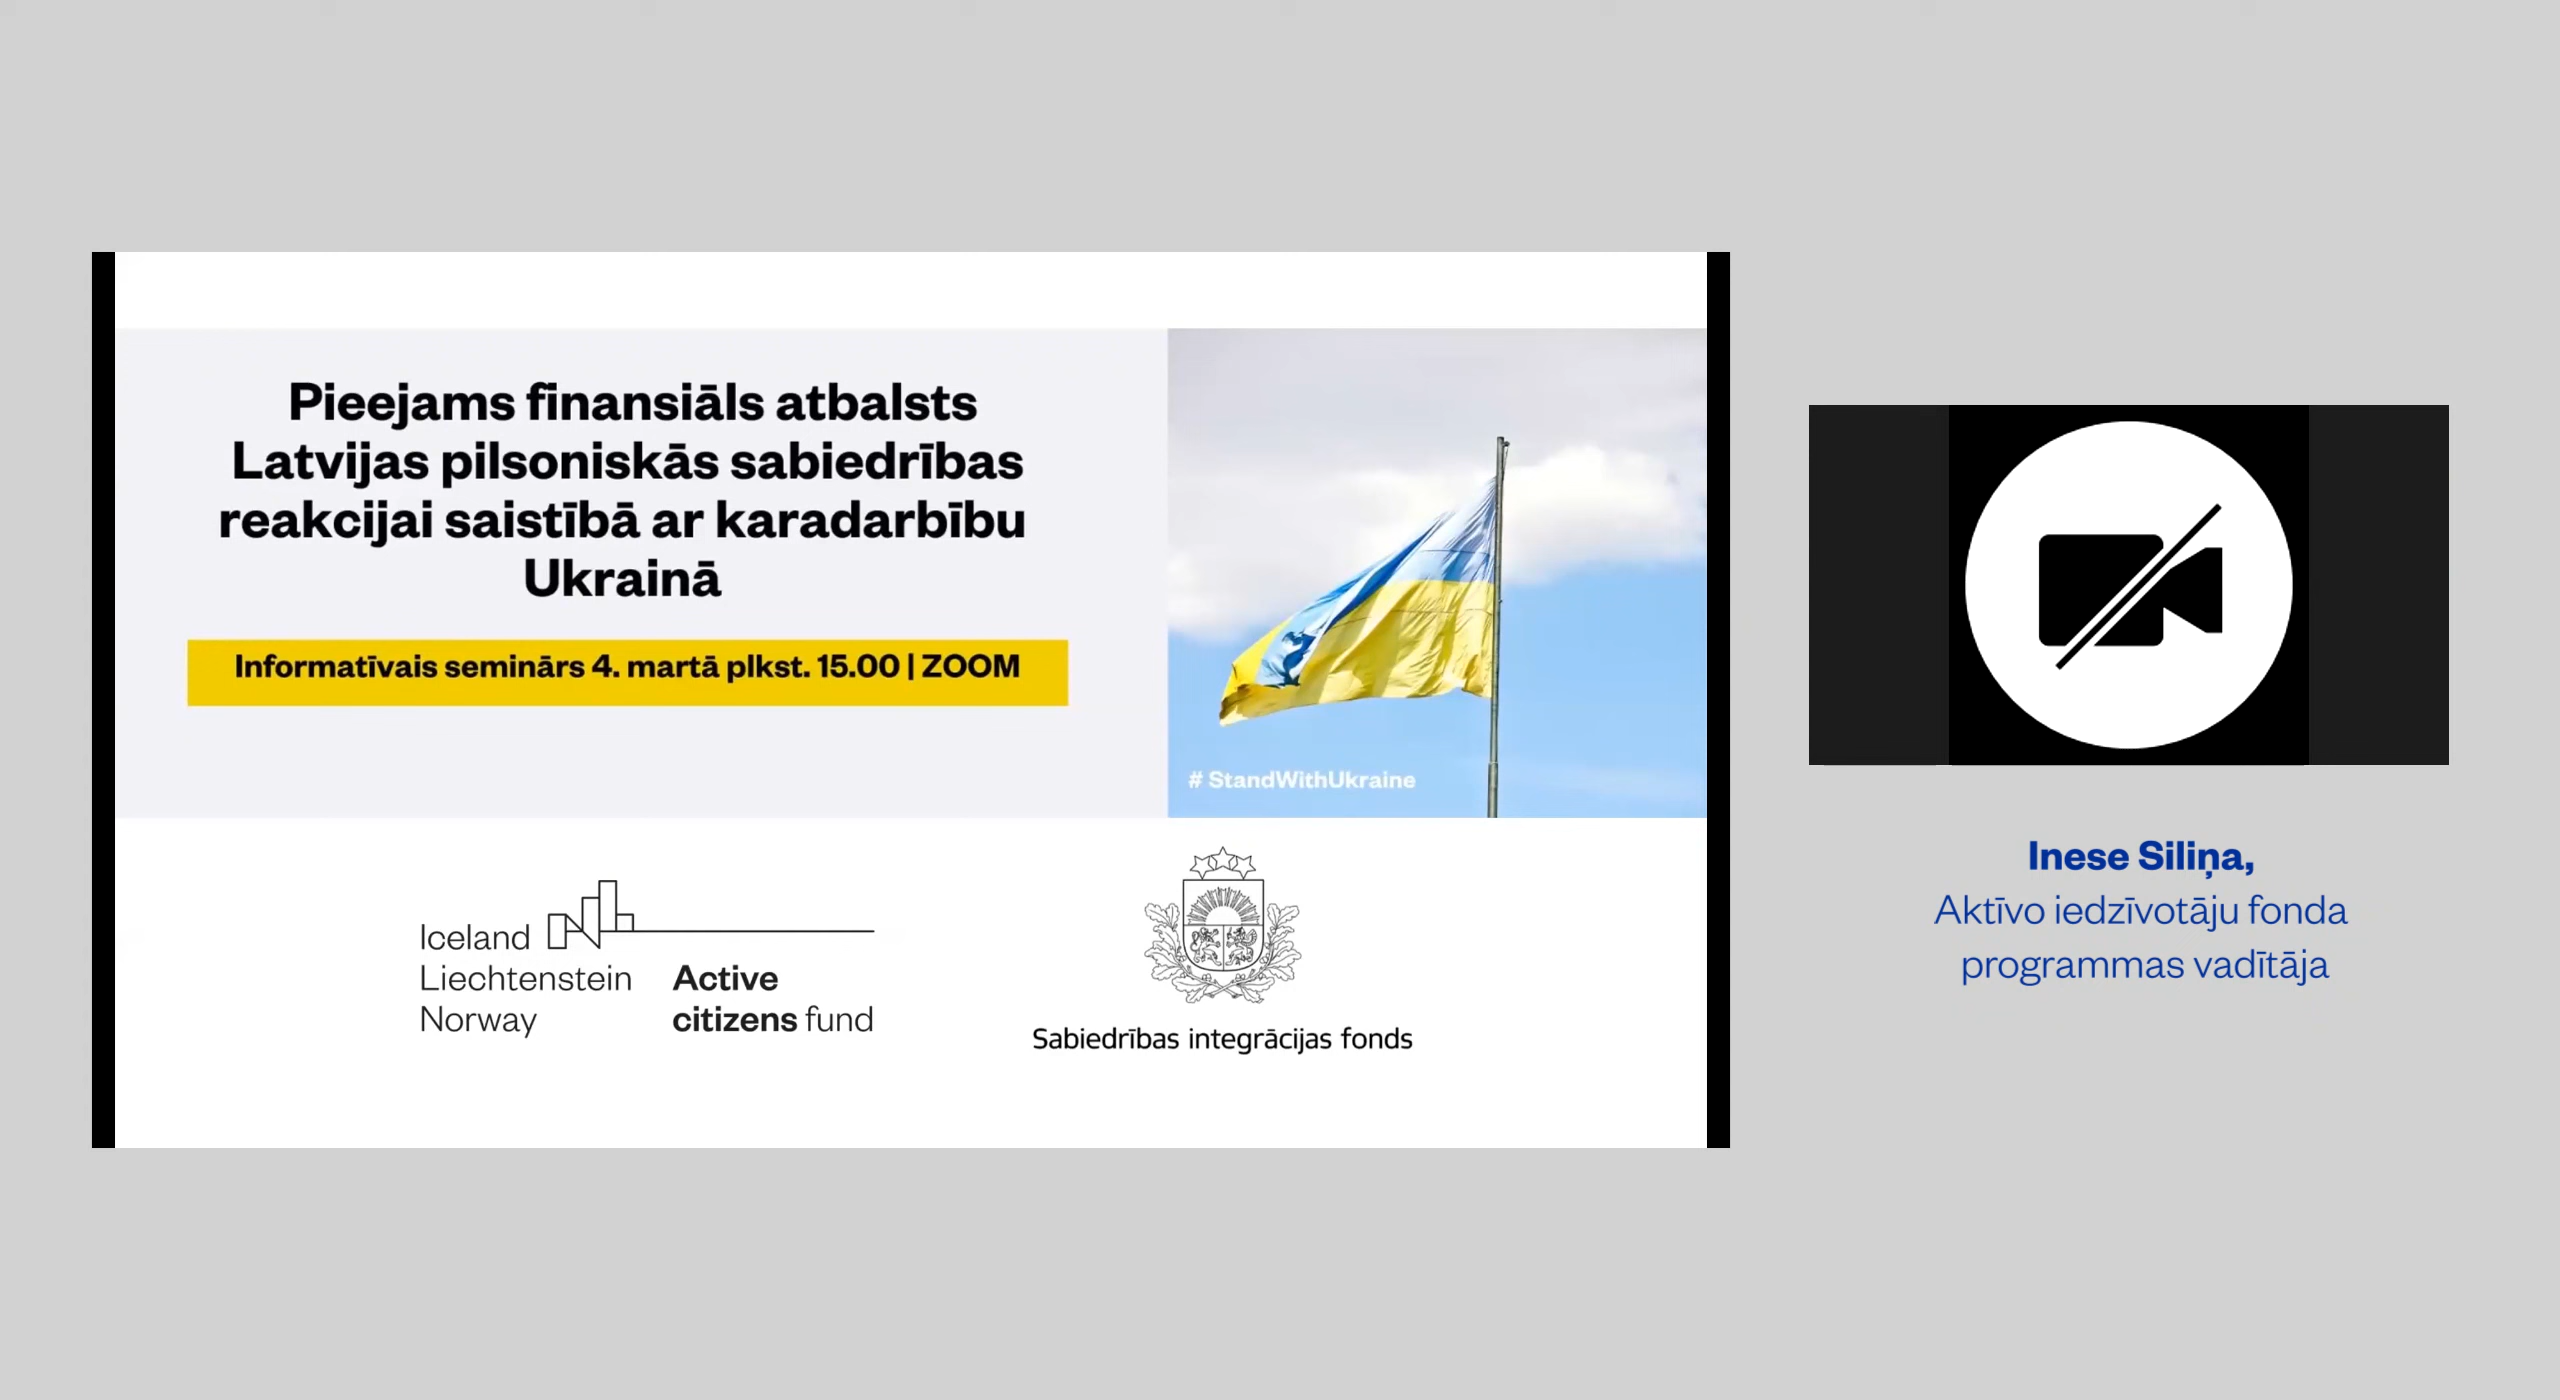 Pieejams finansiāls atbalsts
Latvijas pilsoniskās sabiedrības
reakcijai saistībā ar karadarbību
Ukrainā
Informatīvais seminārs 4. martā plkst. 15.00 | ZOOM
# StandWithUkraine
Iceland
Liechtenstein
Norway
Active
citizens fund
Sabiedrības integrācijas fonds
Inese Siliņa,
Aktīvo iedzīvotāju fonda
programmas vadītāja